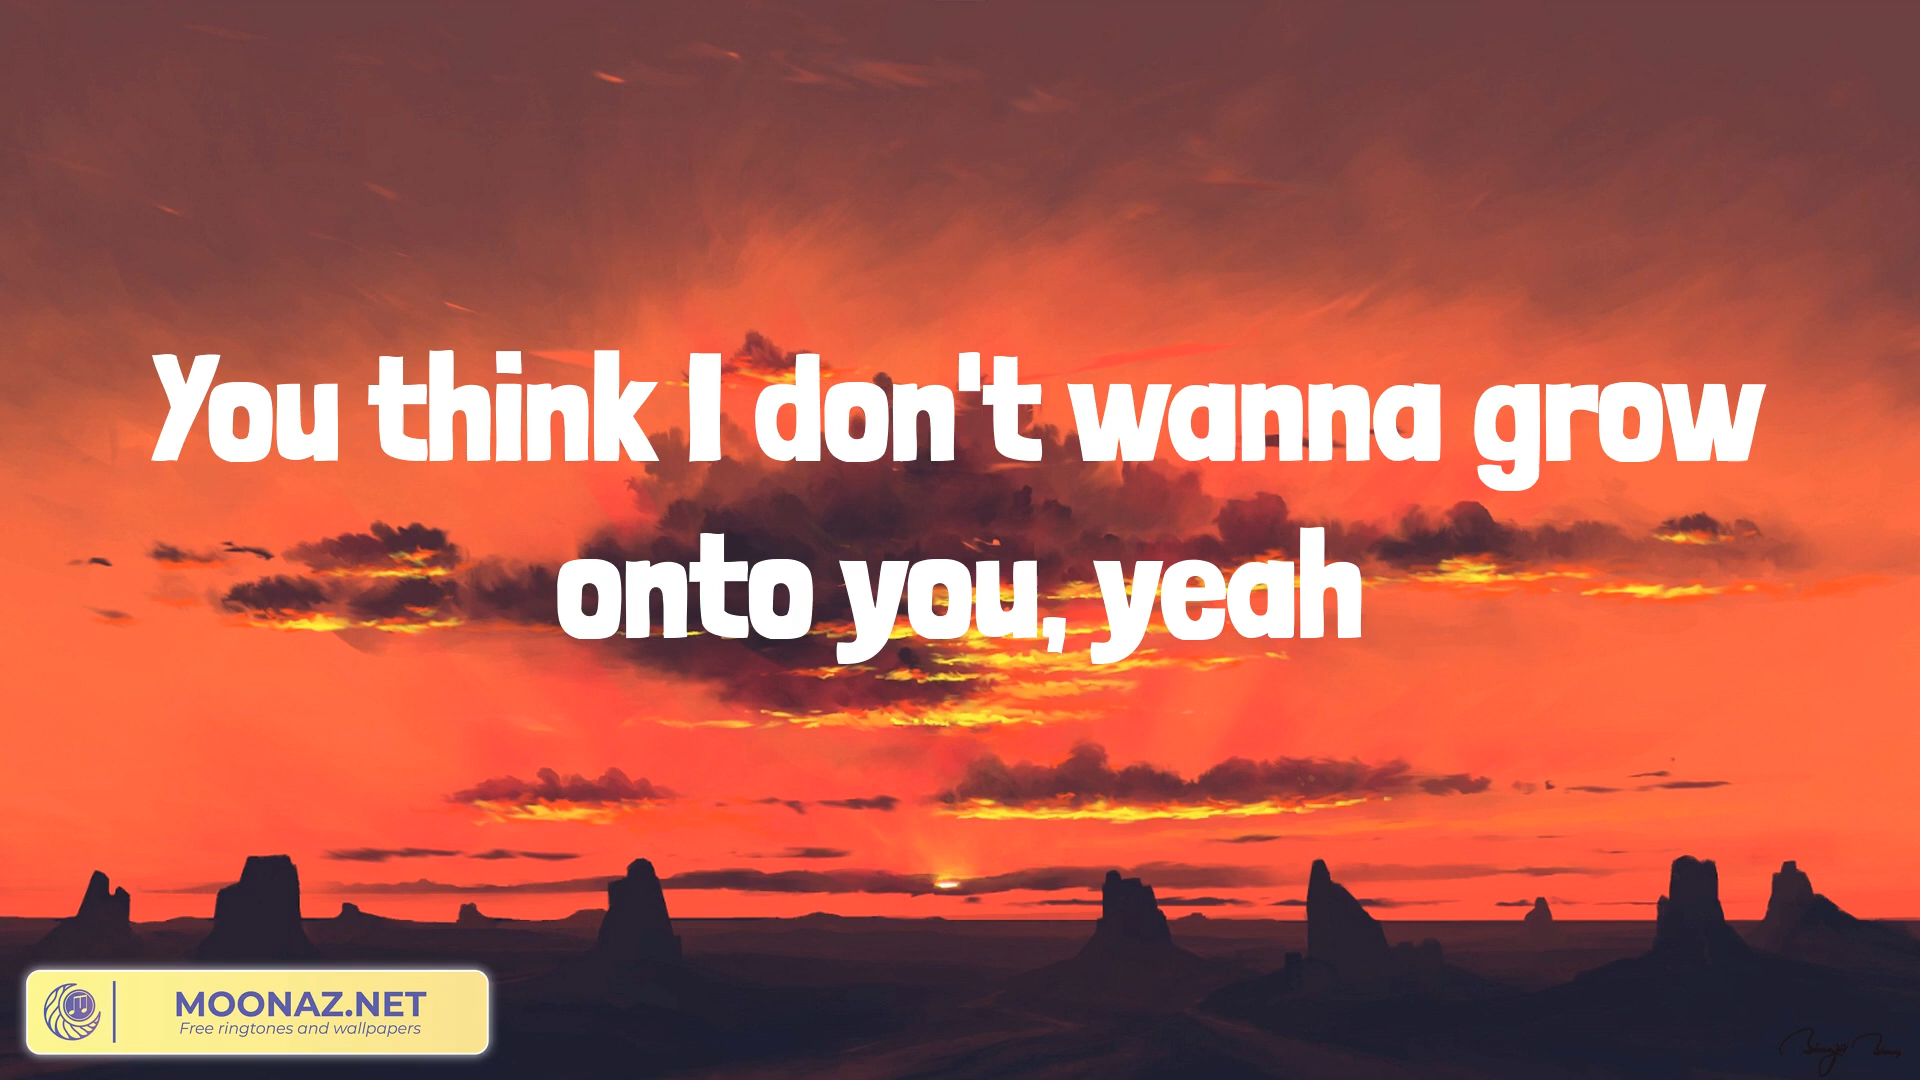 You think I don't wanna grow
onto you, yeah
MOONAZ.NET
Free ringtones and wallpapers